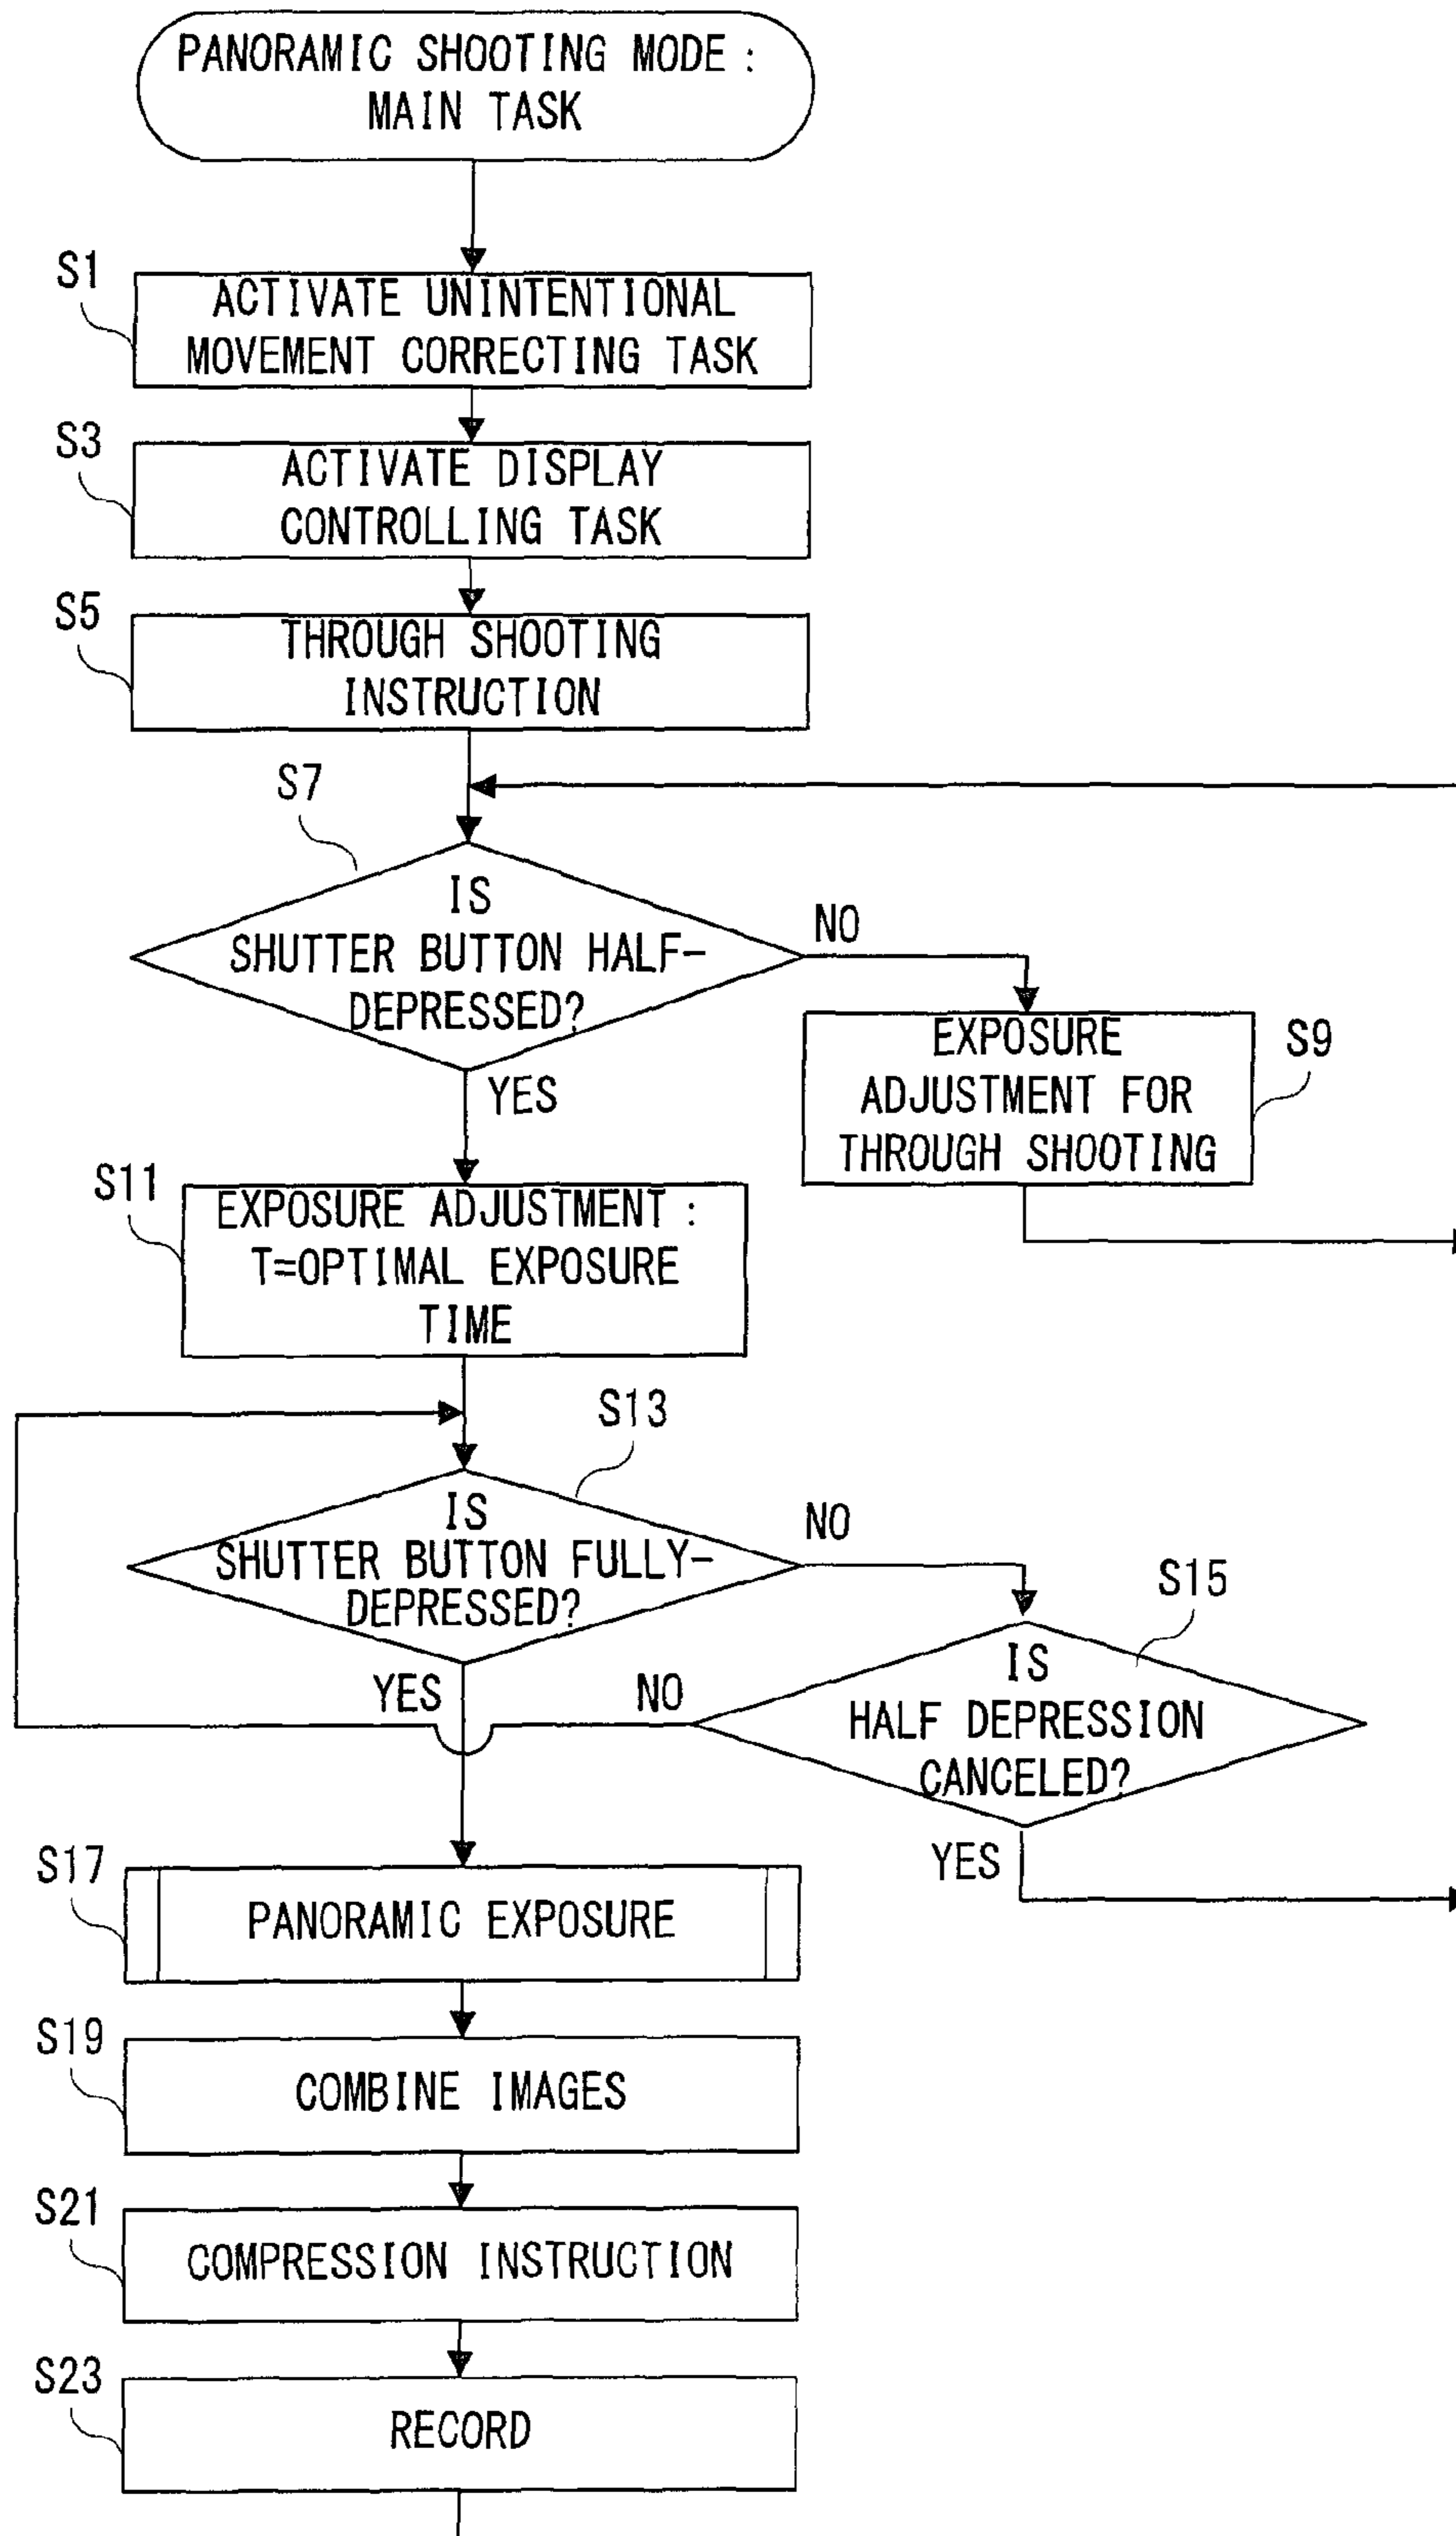 PANORAMIC SHOOTING MODE :
MAIN TASK
S1
ACTIVATE UNINTENTIONAL
MOVEMENT CORRECTING TASK
S3
ACTIVATE DISPLAY
CONTROLLING TASK
S5
THROUGH SHOOTING
INSTRUCTION
S7
IS
SHUTTER BUTTON HALF-
DEPRESSED?
NO
YES
EXPOSURE
ADJUSTMENT FOR
THROUGH SHOOTING
S9
S11
EXPOSURE ADJUSTMENT :
T=OPTIMAL EXPOSURE
TIME
S13
IS
SHUTTER BUTTON FULLY-
DEPRESSED?
NO
YES
S15
IS
HALF DEPRESSION
CANCELED?
NO
YES
S17
PANORAMIC EXPOSURE
S19
COMBINE IMAGES
S21
COMPRESSION INSTRUCTION
S23
RECORD